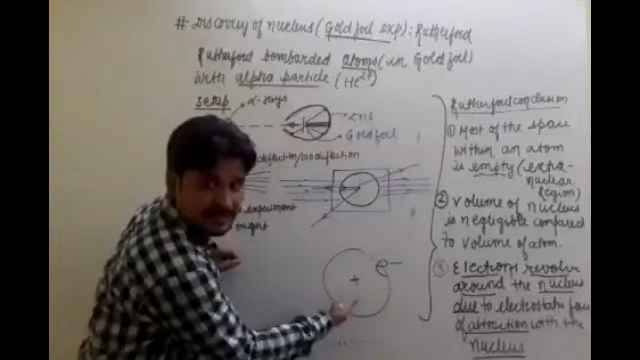 # Discovery of nucleus (Gold foil exp): Rutherford
Rutherford bombarded atoms (in Gold foil)
with alpha particle (He2+)
setup
α-rays
zns
Gold foil
deflection/no deflection
experiment
e−
+
Rutherford conclusion
① Most of the space
within an atom
is empty (extra-
nuclear
Region)
② volume of nucleus
is negligible compared
to volume of atom.
③ Electrons revolve
around the nucleus
due to electrostatic force
of attraction with the
nucleus